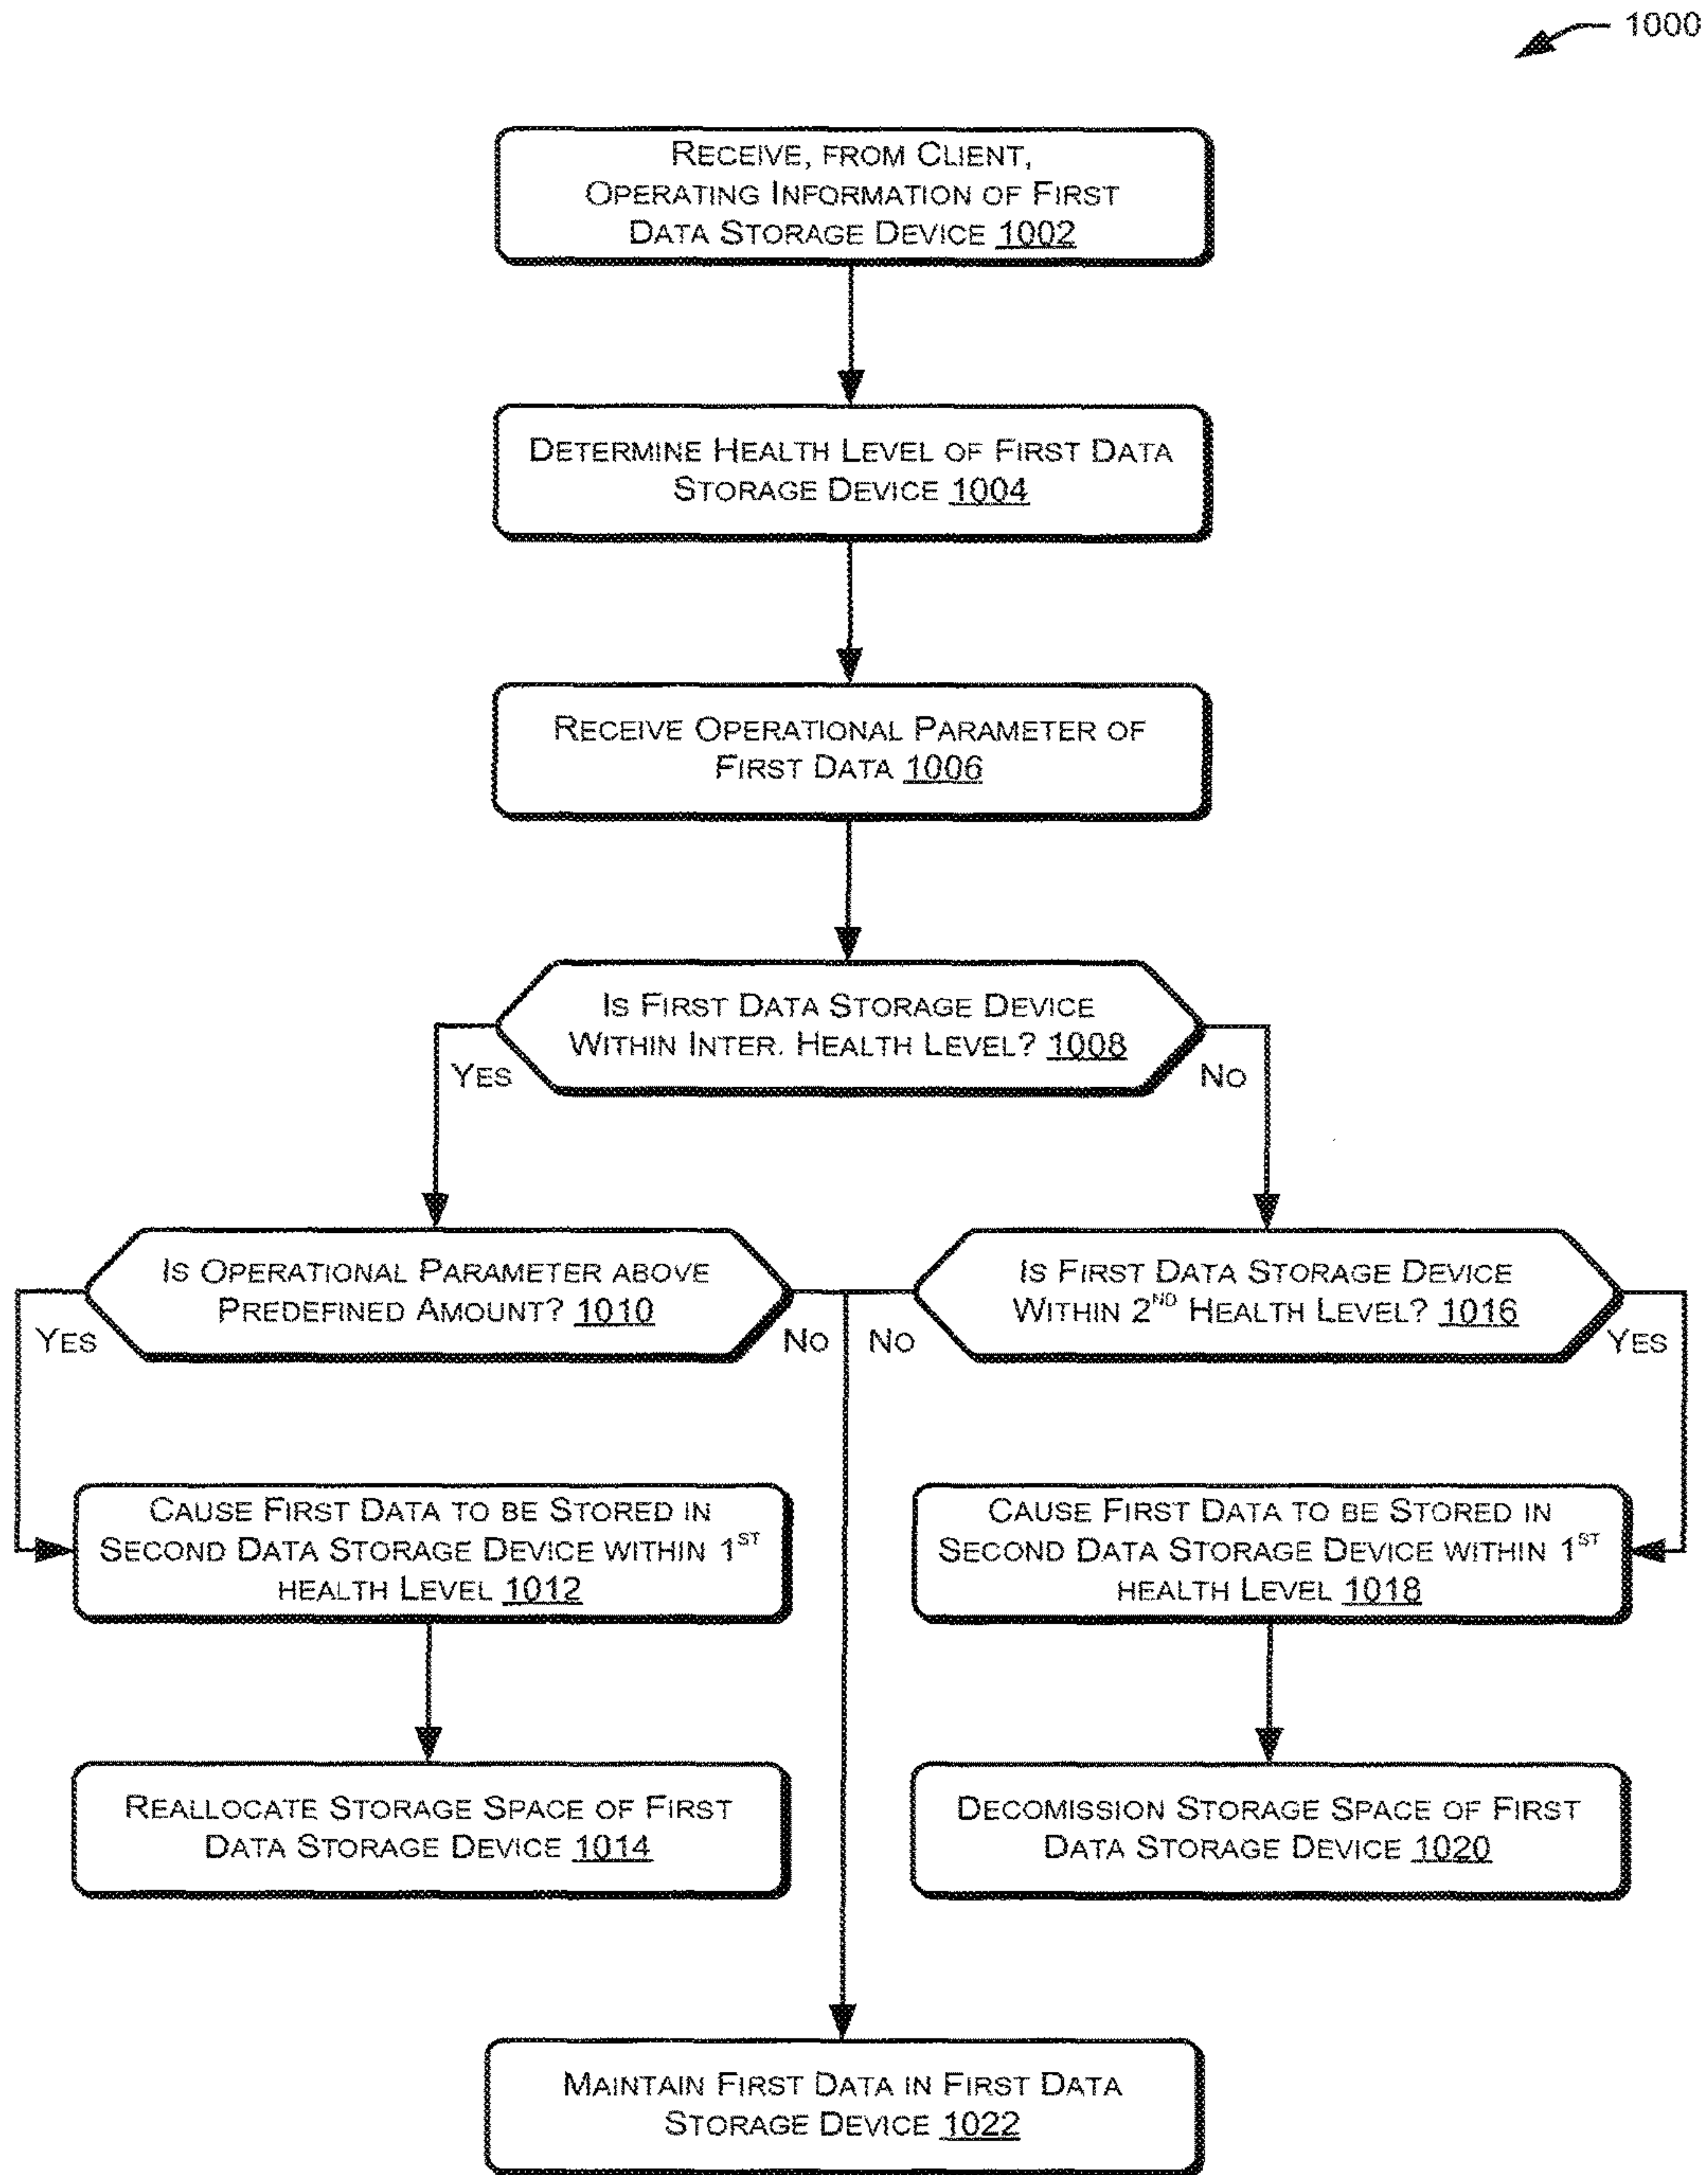 1000
RECEIVE, FROM CLIENT,
OPERATING INFORMATION OF FIRST
DATA STORAGE DEVICE 1002
DETERMINE HEALTH LEVEL OF FIRST DATA
STORAGE DEVICE 1004
RECEIVE OPERATIONAL PARAMETER OF
FIRST DATA 1006
IS FIRST DATA STORAGE DEVICE
WITHIN INTER. HEALTH LEVEL? 1008
YES
NO
IS OPERATIONAL PARAMETER ABOVE
PREDEFINED AMOUNT? 1010
YES
NO
IS FIRST DATA STORAGE DEVICE
WITHIN 2ND HEALTH LEVEL? 1016
NO
YES
CAUSE FIRST DATA TO BE STORED IN
SECOND DATA STORAGE DEVICE WITHIN 1ST
HEALTH LEVEL 1012
CAUSE FIRST DATA TO BE STORED IN
SECOND DATA STORAGE DEVICE WITHIN 1ST
HEALTH LEVEL 1018
REALLOCATE STORAGE SPACE OF FIRST
DATA STORAGE DEVICE 1014
DECOMISSION STORAGE SPACE OF FIRST
DATA STORAGE DEVICE 1020
MAINTAIN FIRST DATA IN FIRST DATA
STORAGE DEVICE 1022